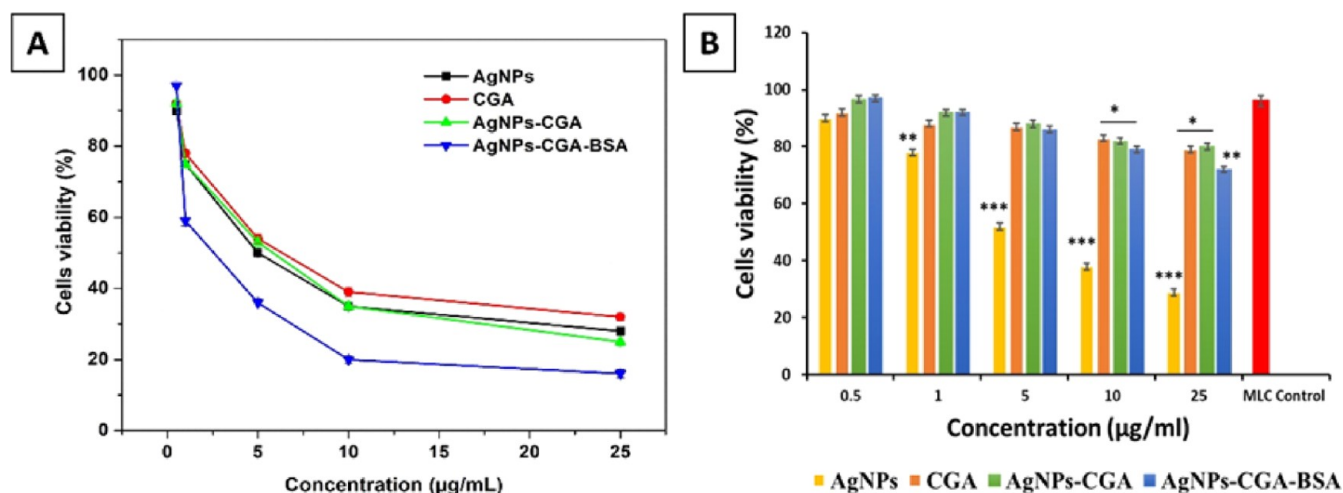 A
Cells viability (%)
100
80
60
40
20
0
AgNPs
CGA
AgNPs-CGA
AgNPs-CGA-BSA
0 5 10 15 20 25
Concentration (µg/mL)
B
Cells viability (%)
120
100
80
60
40
20
0
**
***
***
*
***
*
**
0.5 1 5 10 25 MLC Control
Concentration (µg/ml)
AgNPs CGA AgNPs-CGA AgNPs-CGA-BSA